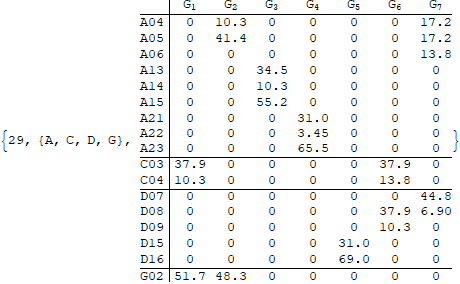 G₁ G₂ G₃ G₄ G₅ G₆ G₇
A04 0 10.3 0 0 0 0 17.2
A05 0 41.4 0 0 0 0 17.2
A06 0 0 0 0 0 0 13.8
A13 0 0 34.5 0 0 0 0
A14 0 0 10.3 0 0 0 0
A15 0 0 55.2 0 0 0 0
A21 0 0 0 31.0 0 0 0
A22 0 0 0 3.45 0 0 0
{29, {A, C, D, G}, A23 0 0 0 65.5 0 0 0 }
C03 37.9 0 0 0 0 37.9 0
C04 10.3 0 0 0 0 13.8 0
D07 0 0 0 0 0 0 44.8
D08 0 0 0 0 0 37.9 6.90
D09 0 0 0 0 0 10.3 0
D15 0 0 0 0 31.0 0 0
D16 0 0 0 0 69.0 0 0
G02 51.7 48.3 0 0 0 0 0